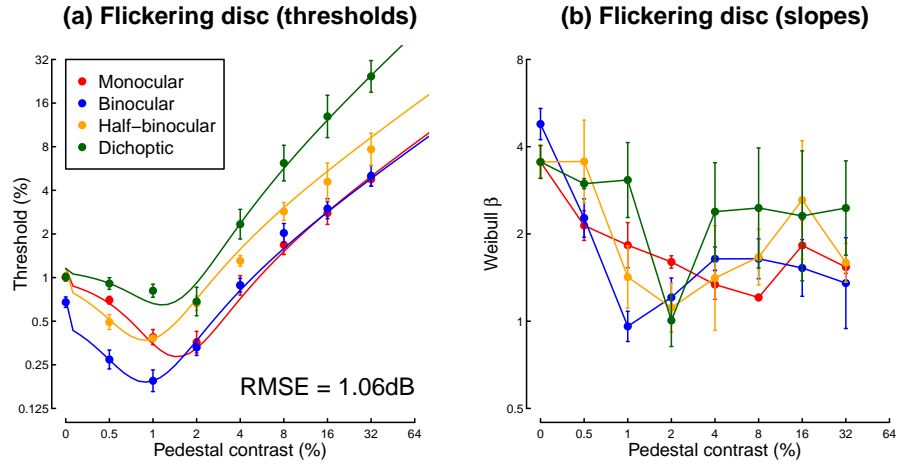 (a) Flickering disc (thresholds)
Threshold (%)
32
16
8
4
2
1
0.5
0.25
0.125
Monocular
Binocular
Half−binocular
Dichoptic
RMSE = 1.06dB
0 0.5 1 2 4 8 16 32 64
Pedestal contrast (%)
(b) Flickering disc (slopes)
Weibull β
8
4
2
1
0.5
0 0.5 1 2 4 8 16 32 64
Pedestal contrast (%)